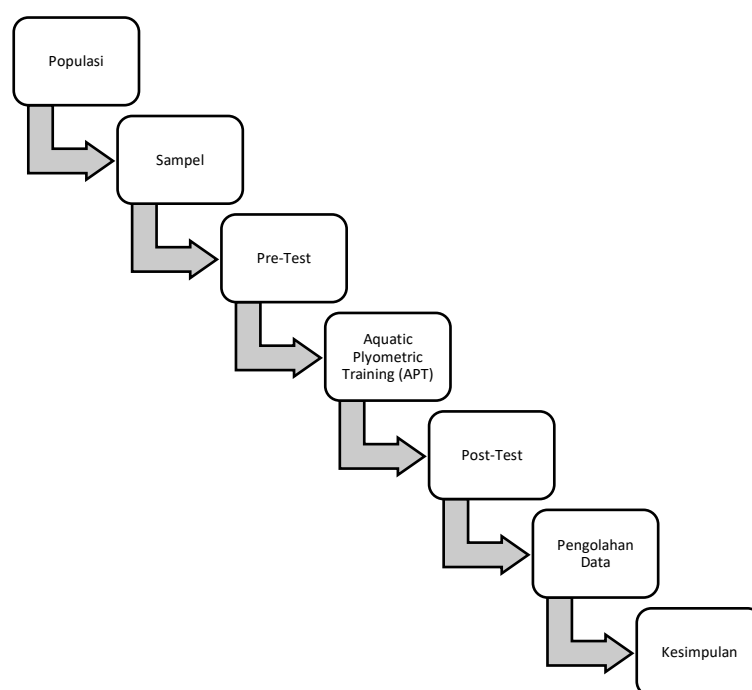 Populasi
Sampel
Pre-Test
Aquatic
Plyometric
Training (APT)
Post-Test
Pengolahan
Data
Kesimpulan